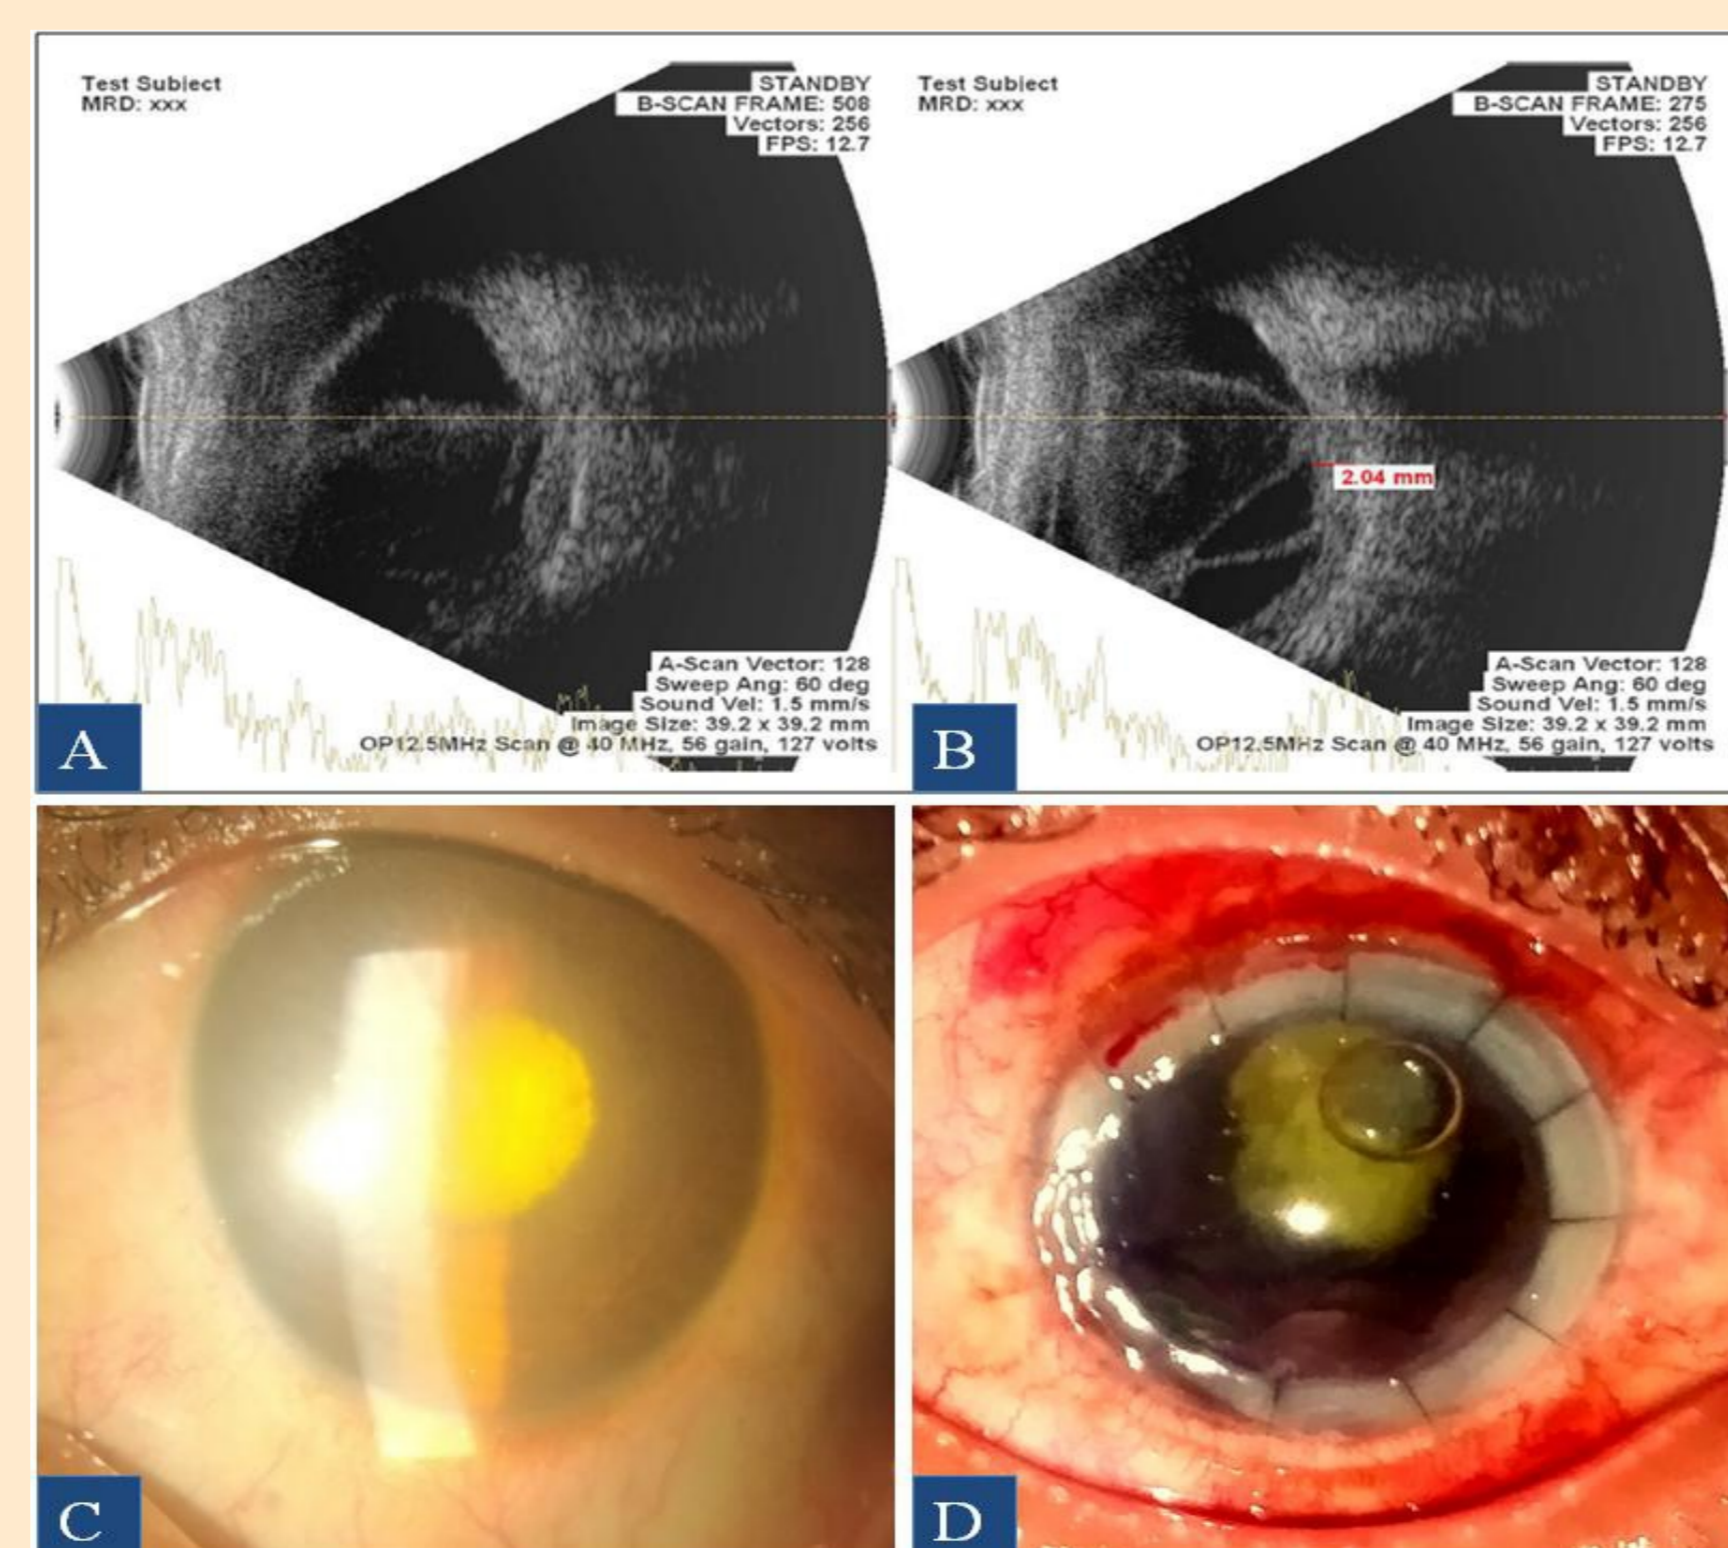 Test Subject
MRD: xxx
STANDBY
B-SCAN FRAME: 508
Vectors: 256
FPS: 12.7
A-Scan Vector: 128
Sweep Ang: 60 deg
Sound Vel: 1.5 mm/s
Image Size: 39.2 x 39.2 mm
OP12.5MHz Scan @ 40 MHz, 56 gain, 127 volts
A
Test Subject
MRD: xxx
STANDBY
B-SCAN FRAME: 275
Vectors: 256
FPS: 12.7
2.04 mm
A-Scan Vector: 128
Sweep Ang: 60 deg
Sound Vel: 1.5 mm/s
Image Size: 39.2 x 39.2 mm
OP12.5MHz Scan @ 40 MHz, 56 gain, 127 volts
B
C
D